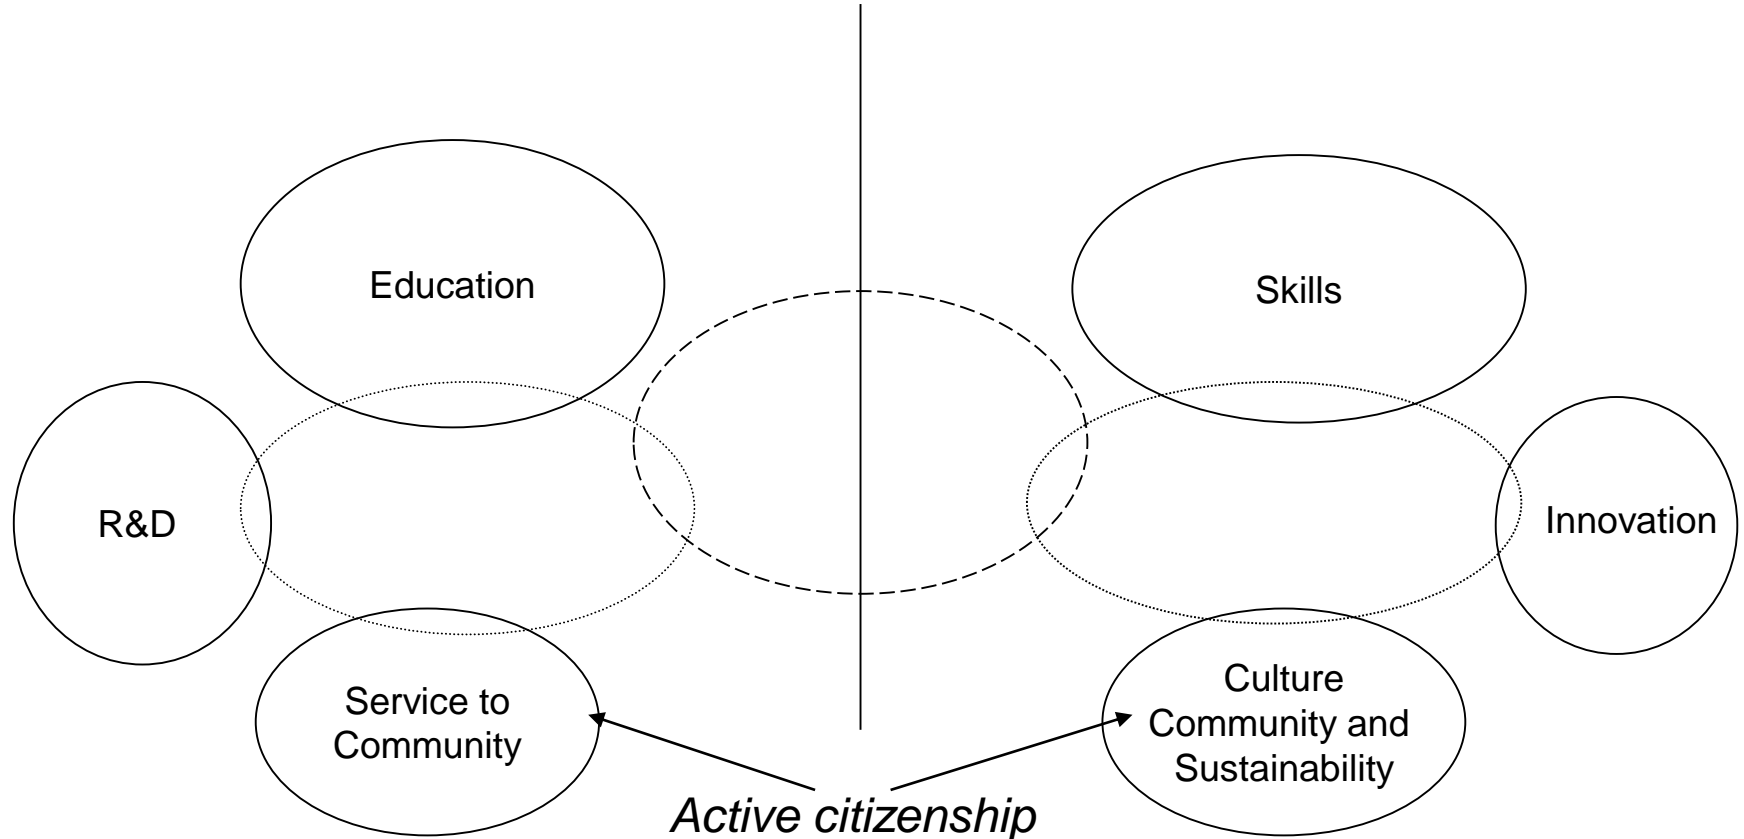 Education
Skills
R&D
Innovation
Service to
Community
Culture
Community and
Sustainability
Active citizenship